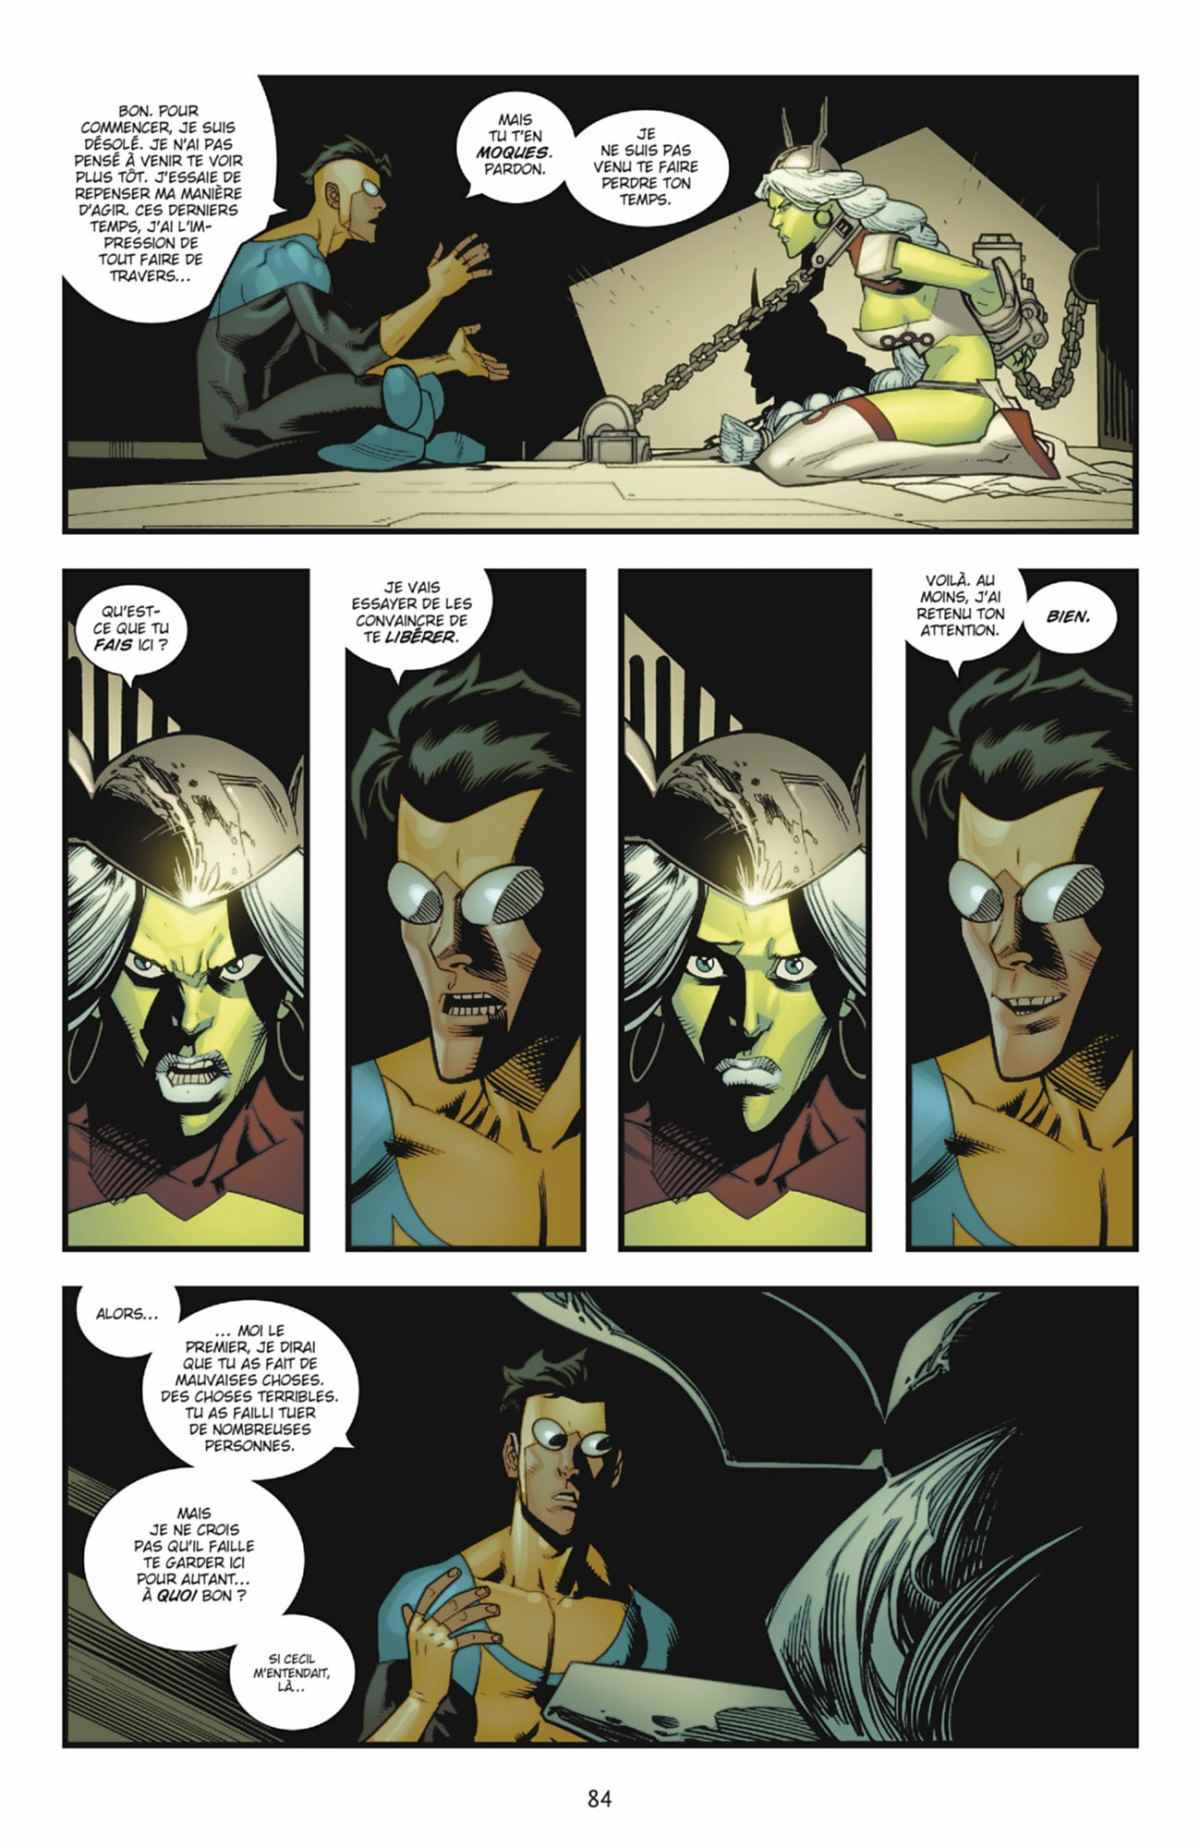 BON. POUR
COMMENCER, JE SUIS
DÉSOLÉ. JE N'AI PAS
PENSÉ À VENIR TE VOIR
PLUS TÔT. J'ESSAIE DE
REPENSER MA MANIÈRE
D'AGIR. CES DERNIERS
TEMPS, J'AI L'IM-
PRESSION DE
TOUT FAIRE DE
TRAVERS...
MAIS
TU T'EN
MOQUES.
PARDON.
JE
NE SUIS PAS
VENU TE FAIRE
PERDRE TON
TEMPS.
QU'EST-
CE QUE TU
FAIS ICI ?
JE VAIS
ESSAYER DE LES
CONVAINCRE DE
TE LIBÉRER.
VOILÀ. AU
MOINS, J'AI
RETENU TON
ATTENTION.
BIEN.
ALORS...
... MOI LE
PREMIER, JE DIRAI
QUE TU AS FAIT DE
MAUVAISES CHOSES.
DES CHOSES TERRIBLES.
TU AS FAILLI TUER
DE NOMBREUSES
PERSONNES.
MAIS
JE NE CROIS
PAS QU'IL FAILLE
TE GARDER ICI
POUR AUTANT...
À QUOI BON ?
SI CECIL
M'ENTENDAIT,
LÀ...
84